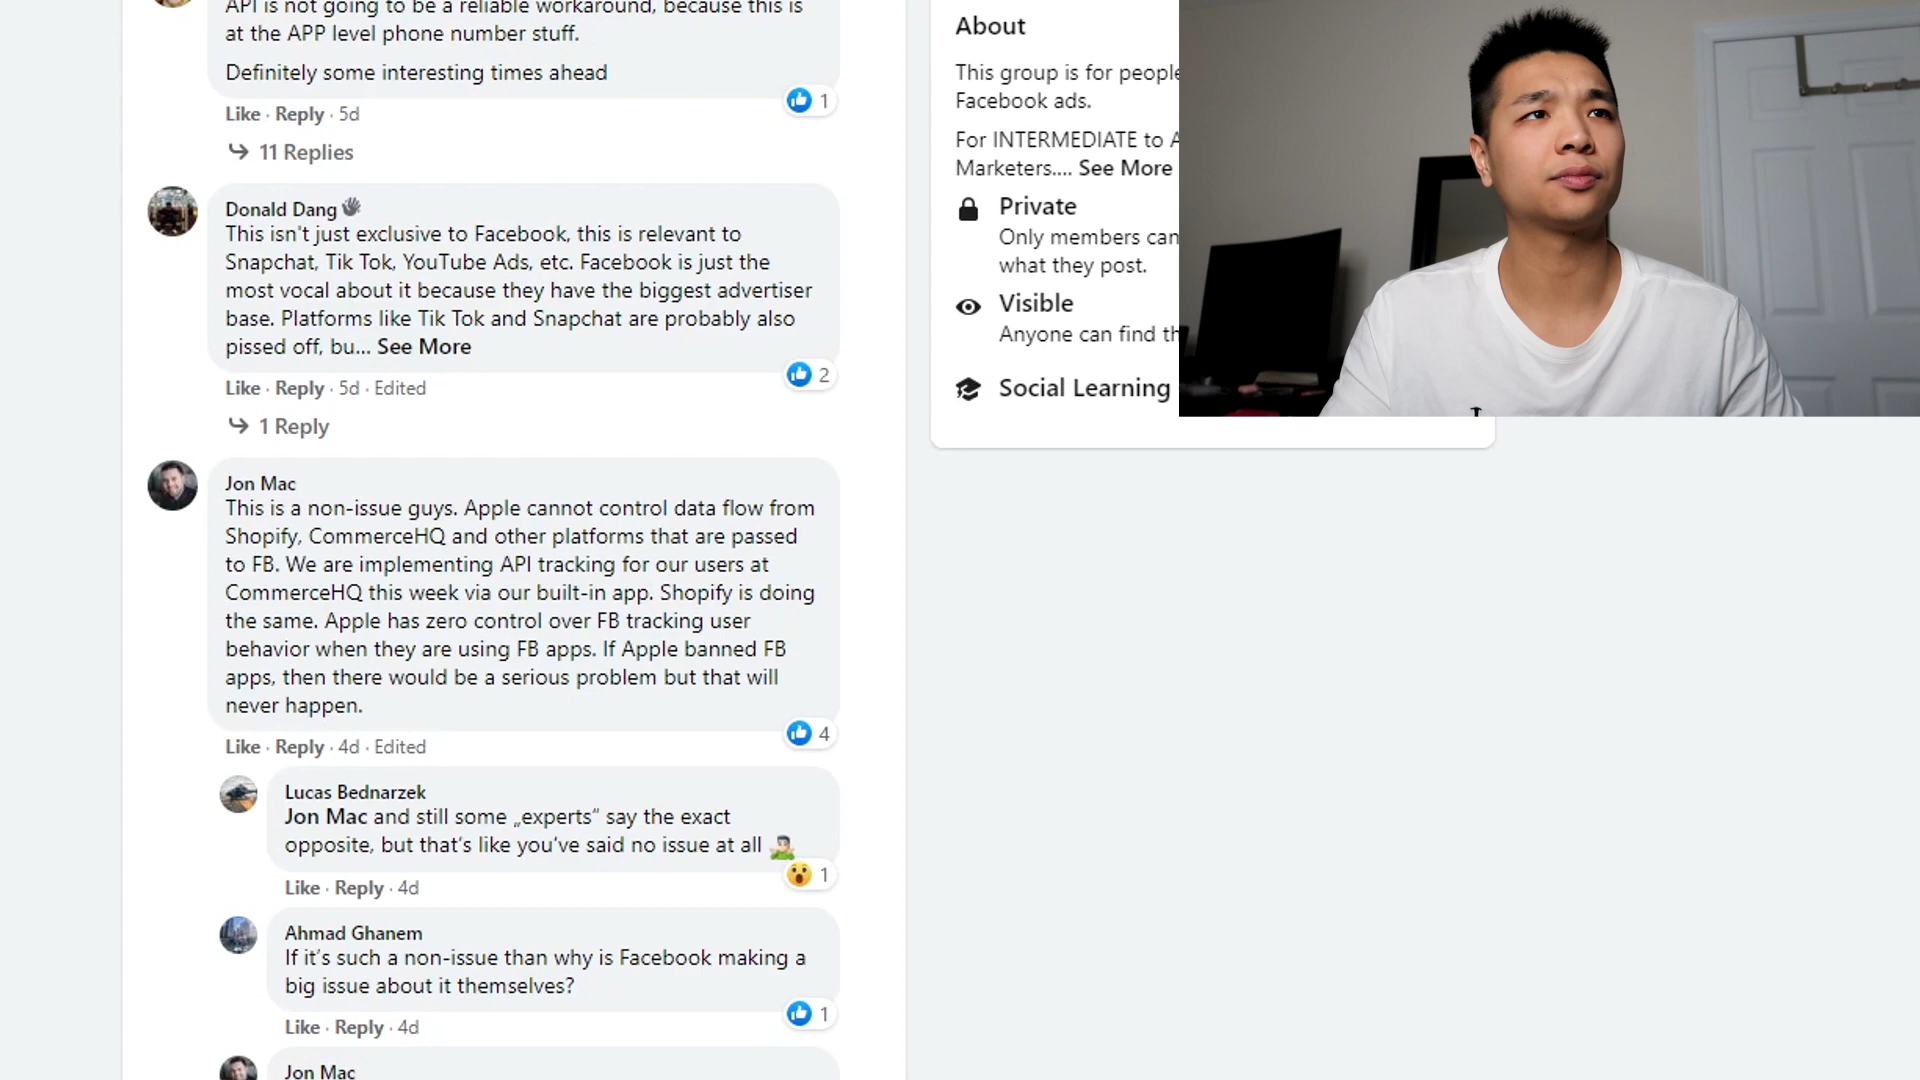 API is not going to be a reliable workaround, because this is
at the APP level phone number stuff.
Definitely some interesting times ahead
1
Like · Reply · 5d
11 Replies
Donald Dang
This isn't just exclusive to Facebook, this is relevant to
Snapchat, Tik Tok, YouTube Ads, etc. Facebook is just the
most vocal about it because they have the biggest advertiser
base. Platforms like Tik Tok and Snapchat are probably also
pissed off, bu... See More
2
Like · Reply · 5d · Edited
1 Reply
Jon Mac
This is a non-issue guys. Apple cannot control data flow from
Shopify, CommerceHQ and other platforms that are passed
to FB. We are implementing API tracking for our users at
CommerceHQ this week via our built-in app. Shopify is doing
the same. Apple has zero control over FB tracking user
behavior when they are using FB apps. If Apple banned FB
apps, then there would be a serious problem but that will
never happen.
4
Like · Reply · 4d · Edited
Lucas Bednarzek
Jon Mac and still some „experts“ say the exact
opposite, but that's like you've said no issue at all
1
Like · Reply · 4d
Ahmad Ghanem
If it's such a non-issue than why is Facebook making a
big issue about it themselves?
1
Like · Reply · 4d
Jon Mac
About
This group is for people
Facebook ads.
For INTERMEDIATE to A
Marketers.... See More
Private
Only members can
what they post.
Visible
Anyone can find th
Social Learning